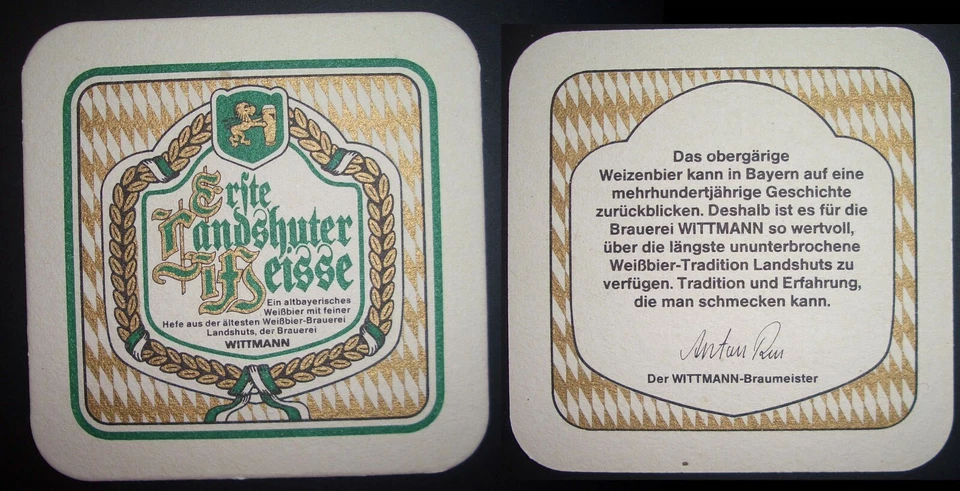 Erste
Landshuter
Weisse
Ein altbayerisches
Weißbier mit feiner
Hefe aus der ältesten Weißbier-Brauerei
Landshuts, der Brauerei
WITTMANN
Das obergärige
Weizenbier kann in Bayern auf eine
mehrhundertjährige Geschichte
zurückblicken. Deshalb ist es für die
Brauerei WITTMANN so wertvoll,
über die längste ununterbrochene
Weißbier-Tradition Landshuts zu
verfügen. Tradition und Erfahrung,
die man schmecken kann.
Der WITTMANN-Braumeister